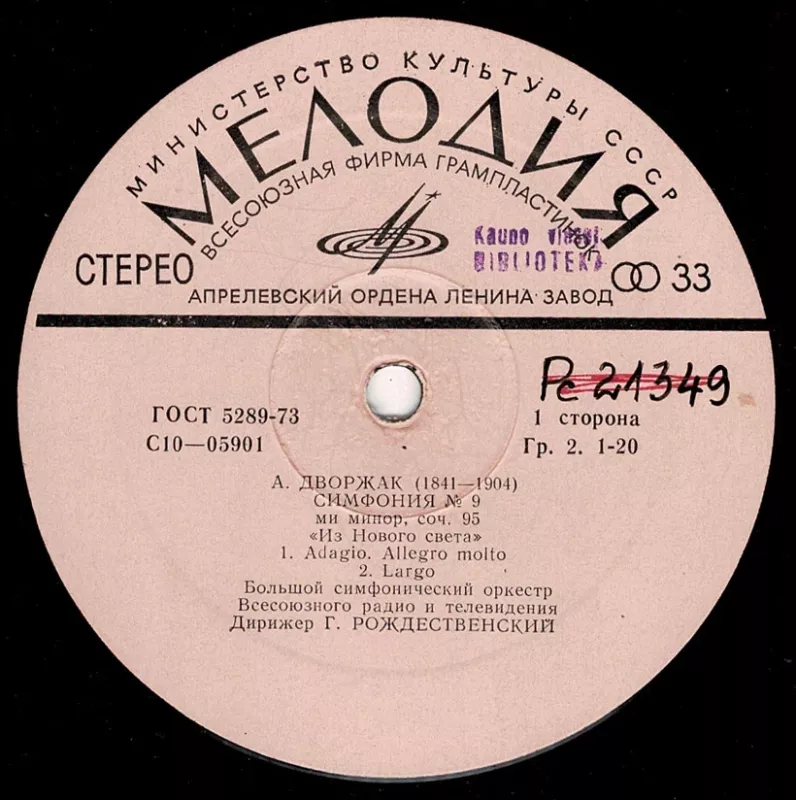 МИНИСТЕРСТВО КУЛЬТУРЫ СССР
МЕЛОДИЯ
ВСЕСОЮЗНАЯ ФИРМА ГРАМПЛАСТИНОК
Kauno
BIBLIOTEKA
СТЕРЕО
33
АПРЕЛЕВСКИЙ ОРДЕНА ЛЕНИНА ЗАВОД
Рс 21349
ГОСТ 5289-73
1 сторона
С10—05901
Гр. 2. 1-20
А. ДВОРЖАК (1841—1904)
СИМФОНИЯ № 9
ми минор, соч. 95
«Из Нового света»
1. Adagio. Allegro molto
2. Largo
Большой симфонический оркестр
Всесоюзного радио и телевидения
Дирижер Г. РОЖДЕСТВЕНСКИЙ